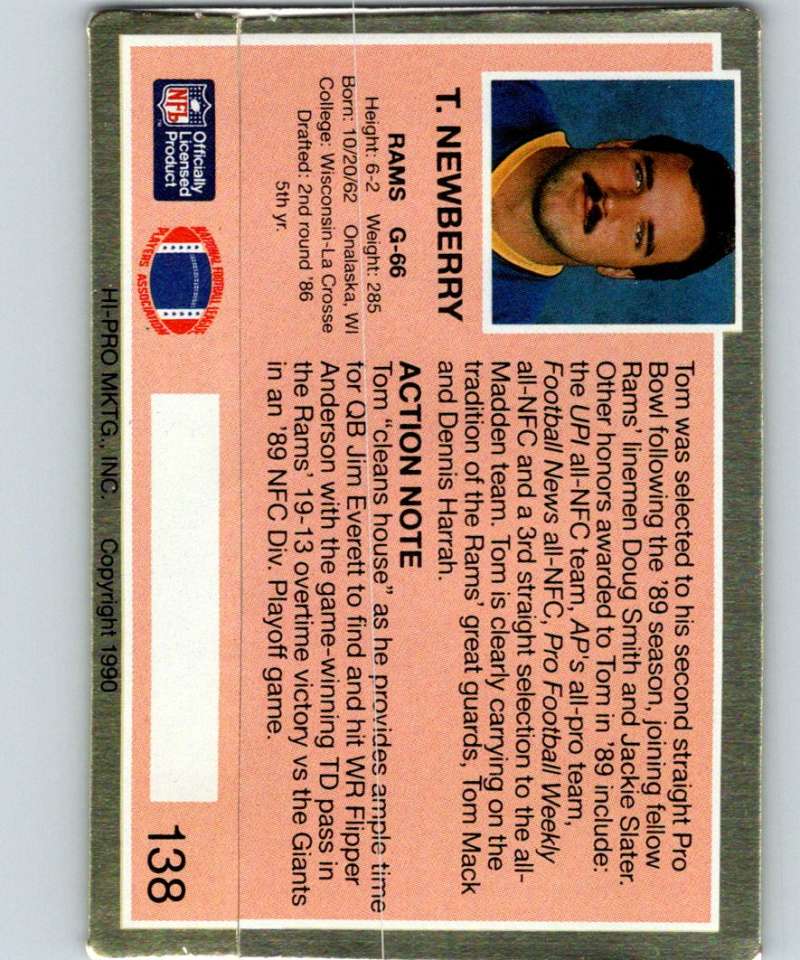 T. NEWBERRY
RAMS G-66
Height: 6-2 Weight: 285
Born: 10/20/62 Onalaska, WI
College: Wisconsin-La Crosse
Drafted: 2nd round '86
5th yr.
Tom was selected to his second straight Pro
Bowl following the '89 season, joining fellow
Rams' linemen Doug Smith and Jackie Slater.
Other honors awarded to Tom in '89 include:
the UPI all-NFC team, AP's all-pro team,
Football News all-NFC, Pro Football Weekly
all-NFC and a 3rd straight selection to the all-
Madden team. Tom is clearly carrying on the
tradition of the Rams' great guards, Tom Mack
and Dennis Harrah.
ACTION NOTE
Tom "cleans house" as he provides ample time
for QB Jim Everett to find and hit WR Flipper
Anderson with the game-winning TD pass in
the Rams' 19-13 overtime victory vs the Giants
in an '89 NFC Div. Playoff game.
NFL
Officially
Licensed
Product
NATIONAL FOOTBALL LEAGUE
PLAYERS ASSOCIATION
138
HI-PRO MKTG., INC. Copyright 1990